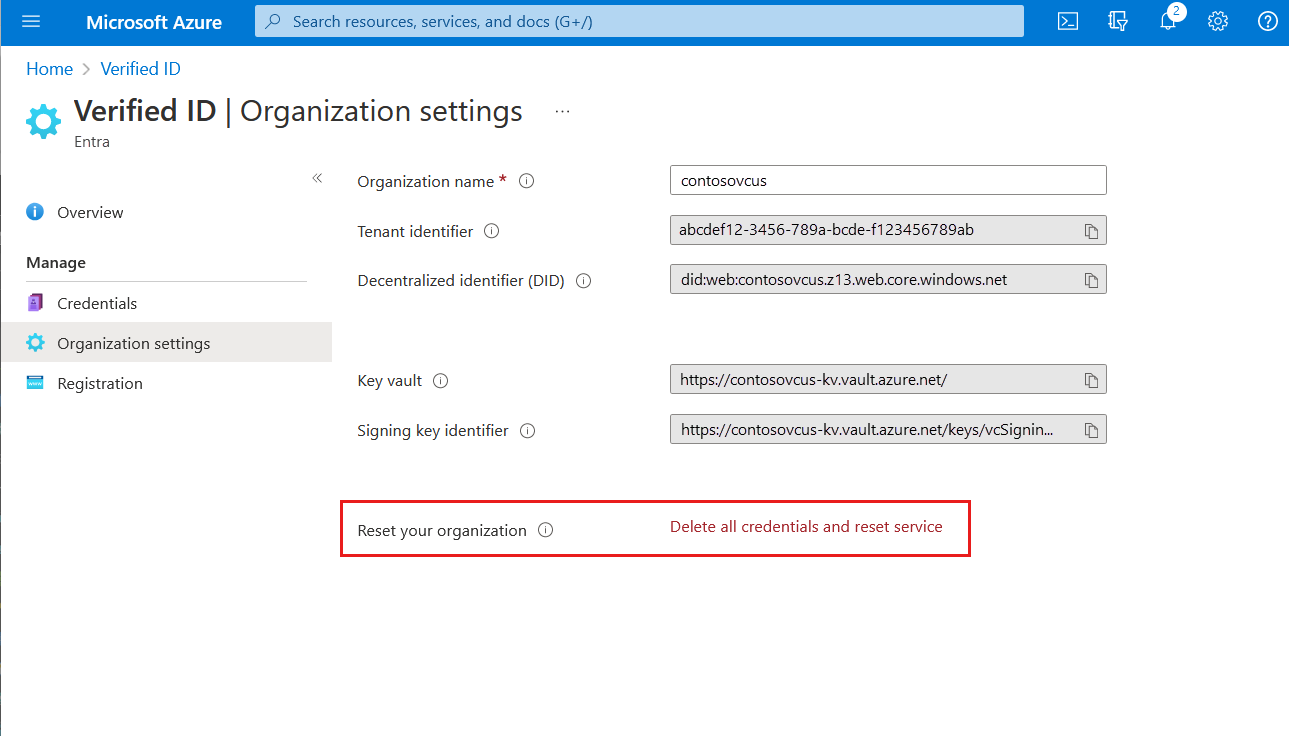 Microsoft Azure
Search resources, services, and docs (G+/)
2
Home > Verified ID
Verified ID | Organization settings ...
Entra
«
Overview
Manage
Credentials
Organization settings
Registration
Organization name * contosovcus
Tenant identifier abcdef12-3456-789a-bcde-f123456789ab
Decentralized identifier (DID) did:web:contosovcus.z13.web.core.windows.net
Key vault https://contosovcus-kv.vault.azure.net/
Signing key identifier https://contosovcus-kv.vault.azure.net/keys/vcSignin...
Reset your organization Delete all credentials and reset service